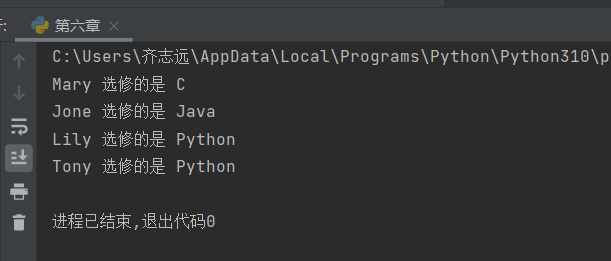 第六章
C:\Users\齐志远\AppData\Local\Programs\Python\Python310\p
Mary 选修的是 C
Jone 选修的是 Java
Lily 选修的是 Python
Tony 选修的是 Python
进程已结束,退出代码0